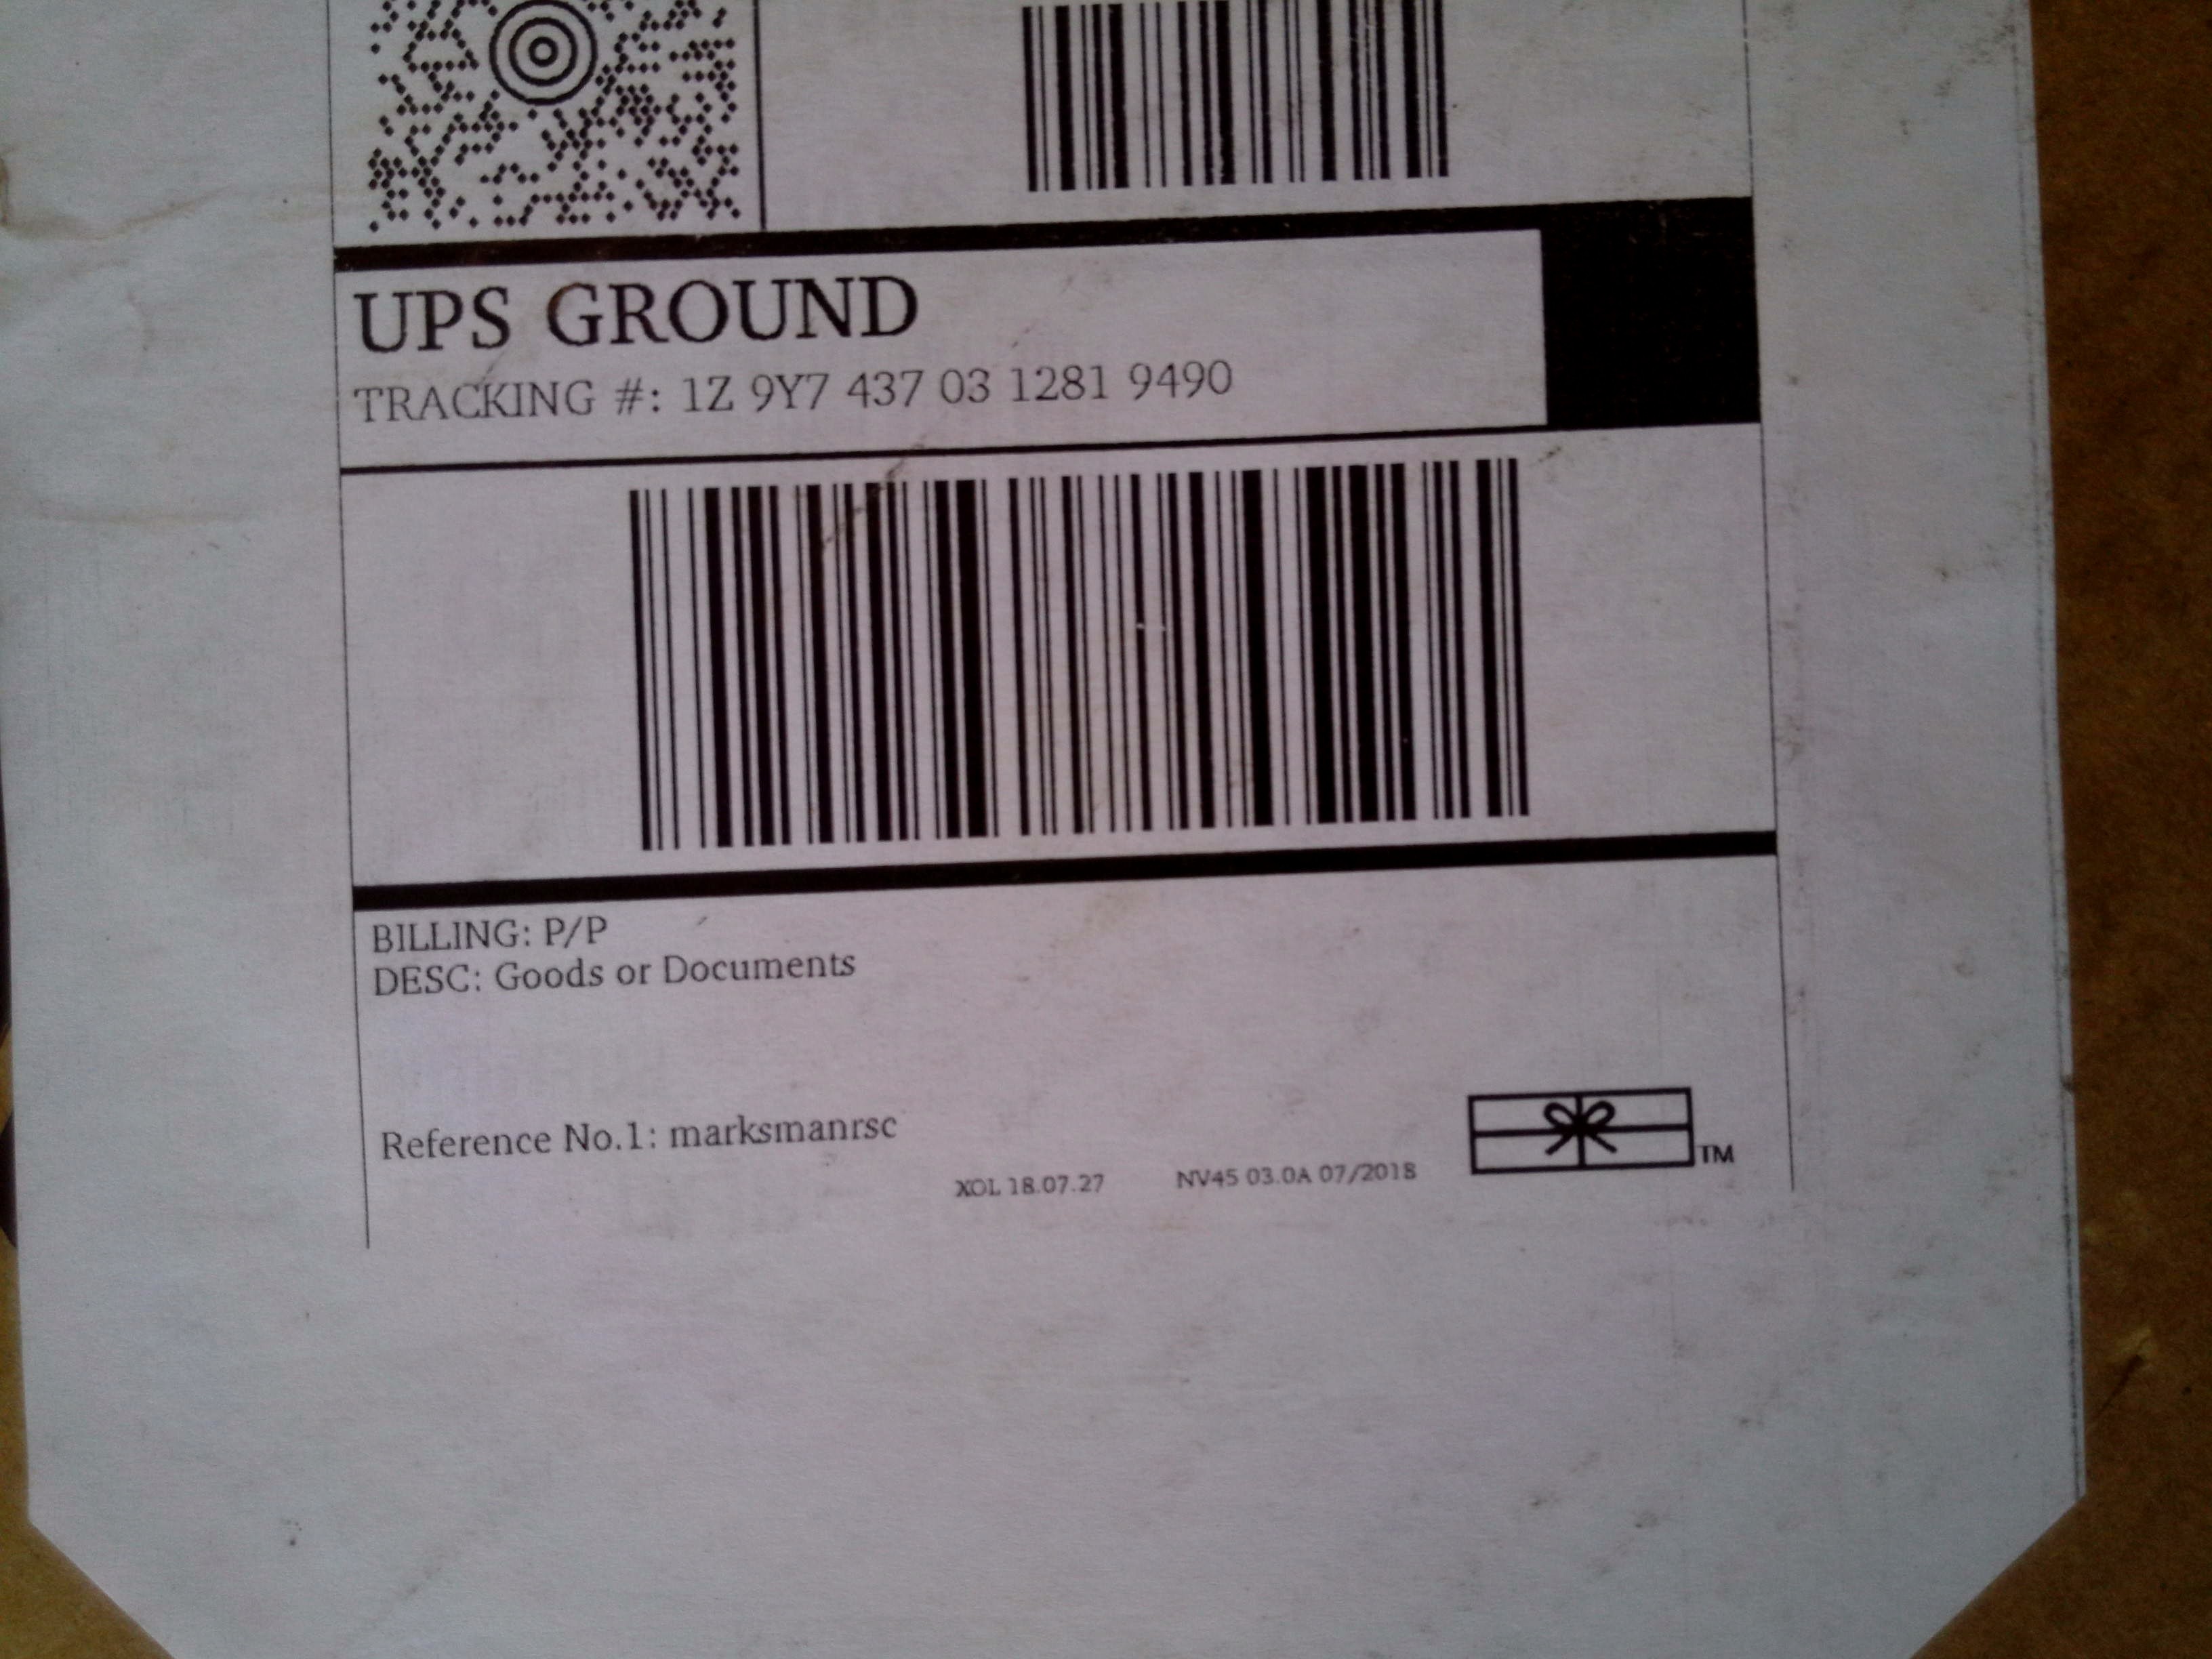 UPS GROUND
TRACKING #: 1Z 9Y7 437 03 1281 9490
BILLING: P/P
DESC: Goods or Documents
Reference No.1: marksmanrsc
XOL 18.07.27 NV45 03.0A 07/2018
TM